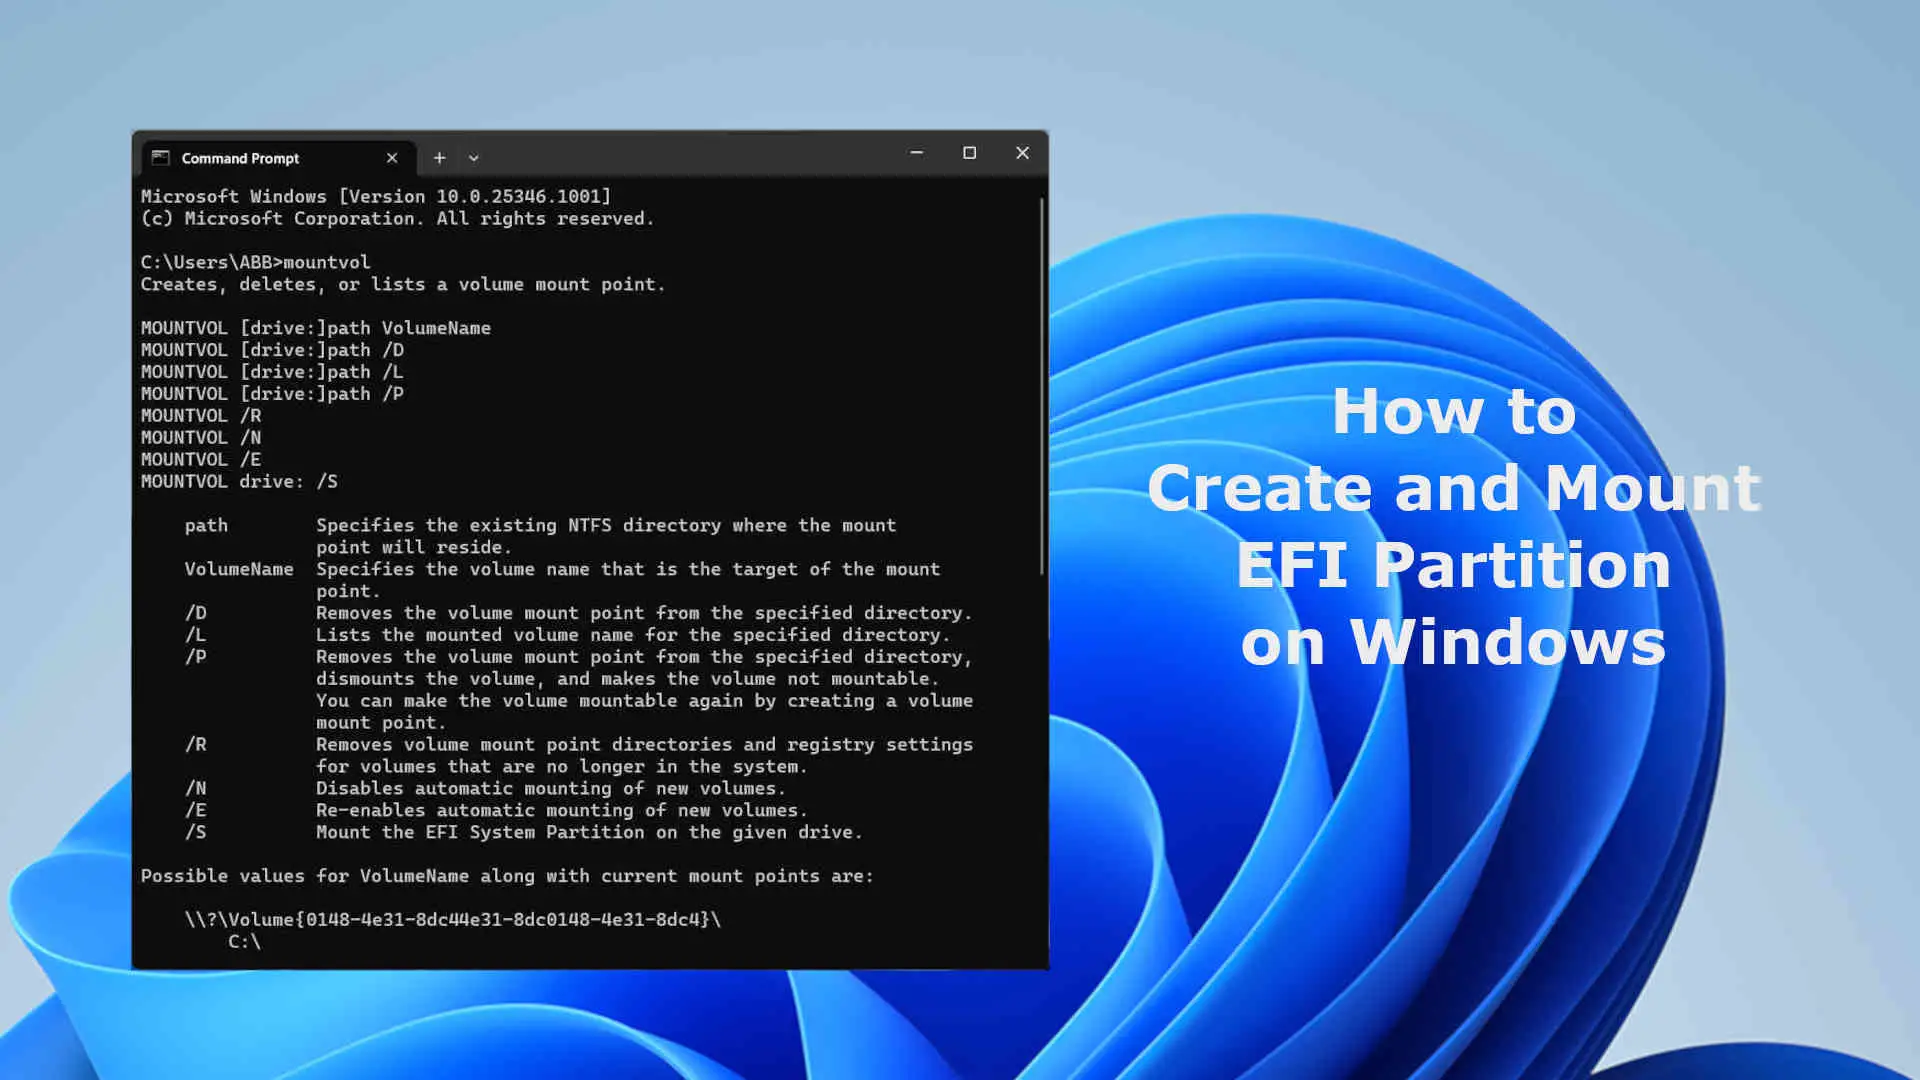 Command Prompt
Microsoft Windows [Version 10.0.25346.1001]
(c) Microsoft Corporation. All rights reserved.
C:\Users\ABB>mountvol
Creates, deletes, or lists a volume mount point.
MOUNTVOL [drive:]path VolumeName
MOUNTVOL [drive:]path /D
MOUNTVOL [drive:]path /L
MOUNTVOL [drive:]path /P
MOUNTVOL /R
MOUNTVOL /N
MOUNTVOL /E
MOUNTVOL drive: /S
path Specifies the existing NTFS directory where the mount
point will reside.
VolumeName Specifies the volume name that is the target of the mount
point.
/D Removes the volume mount point from the specified directory.
/L Lists the mounted volume name for the specified directory.
/P Removes the volume mount point from the specified directory,
dismounts the volume, and makes the volume not mountable.
You can make the volume mountable again by creating a volume
mount point.
/R Removes volume mount point directories and registry settings
for volumes that are no longer in the system.
/N Disables automatic mounting of new volumes.
/E Re-enables automatic mounting of new volumes.
/S Mount the EFI System Partition on the given drive.
Possible values for VolumeName along with current mount points are:
\\?\Volume{0148-4e31-8dc44e31-8dc0148-4e31-8dc4}\
C:\
How to
Create and Mount
EFI Partition
on Windows